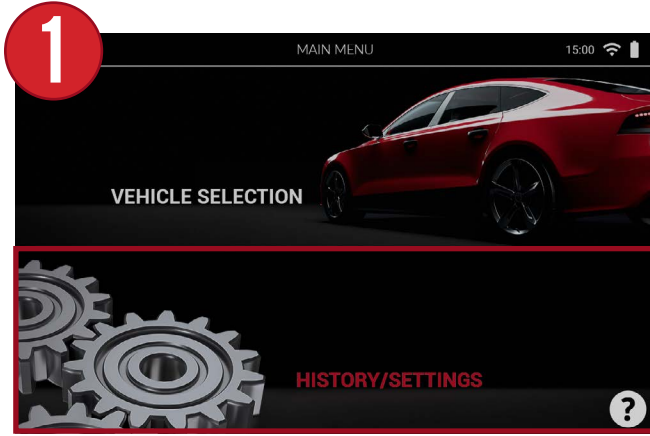 1
MAIN MENU
15:00
VEHICLE SELECTION
HISTORY/SETTINGS
?